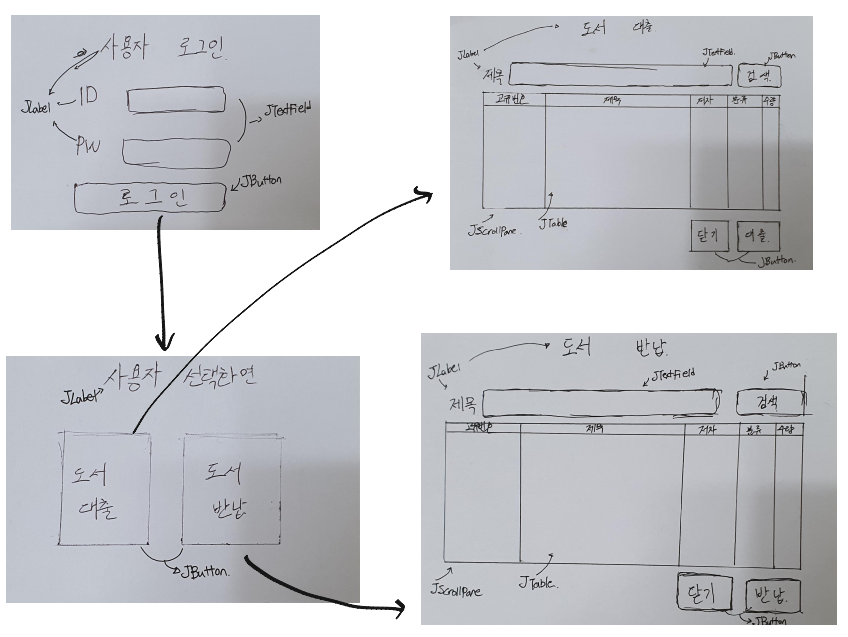 사용자 로그인
JLabel
ID
JTextField
PW
로그인
JButton
도서 대출
JLabel
JTextField
JButton
제목
검색
고유번호 제목 저자 분류 수량
JScrollPane
JTable
닫기
대출
JButton.
사용자 선택화면
JLabel
도서
대출
도서
반납
JButton.
도서 반납.
JLabel
JTextField
JButton
제목
검색
고유번호 제목 저자 분류 수량
JScrollPane
JTable.
닫기
반납.
JButton